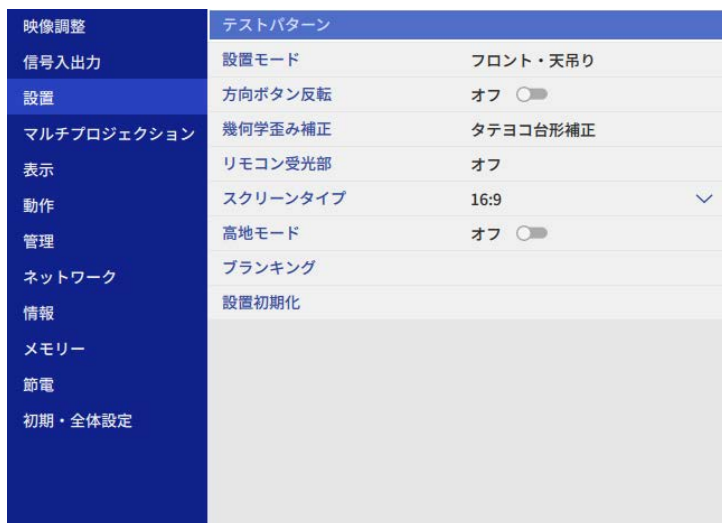 映像調整
信号入出力
設置
マルチプロジェクション
表示
動作
管理
ネットワーク
情報
メモリー
節電
初期・全体設定
テストパターン
設置モード フロント・天吊り
方向ボタン反転 オフ
幾何学歪み補正 タテヨコ台形補正
リモコン受光部 オフ
スクリーンタイプ 16:9
高地モード オフ
ブランキング
設置初期化